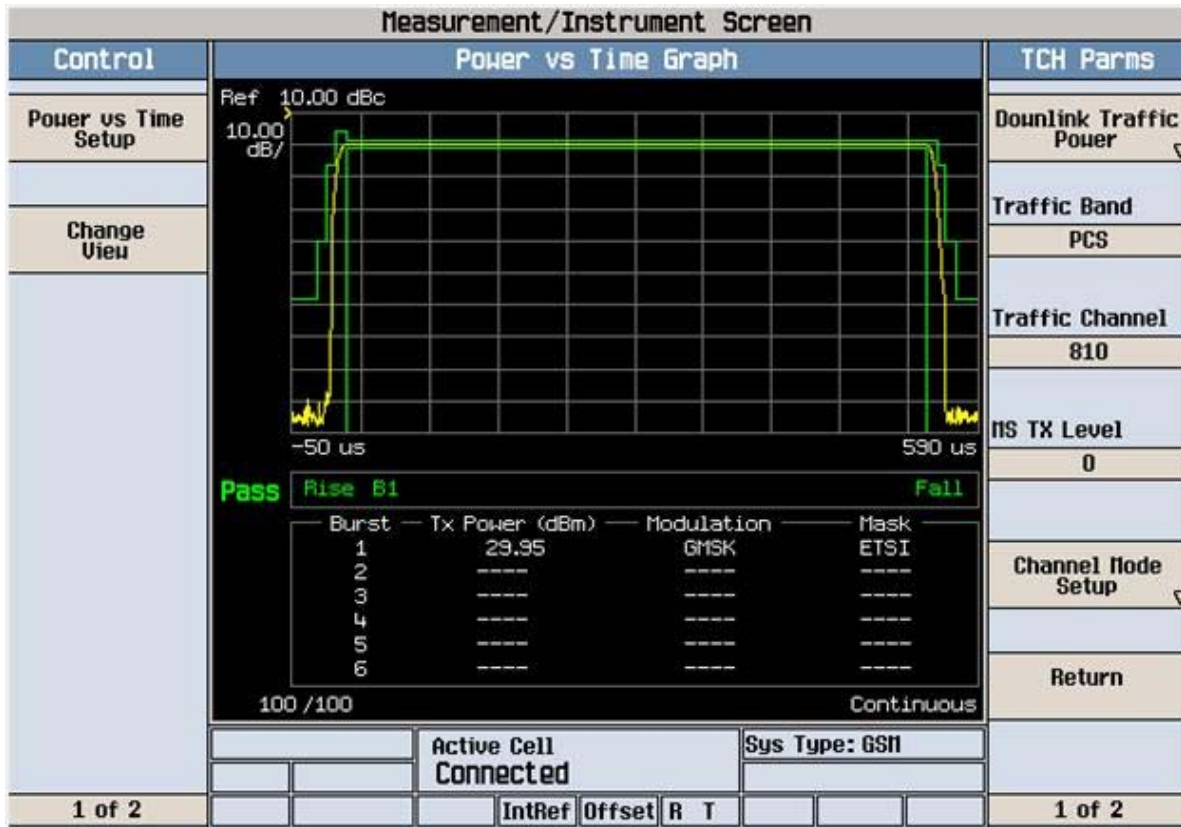 Measurement/Instrument Screen
Control
Power vs Time Graph
TCH Parms
Power vs Time
Setup
Change
View
1 of 2
Ref 10.00 dBc
10.00
dB/
-50 us
590 us
Pass
Rise B1
Fall
Burst Tx Power (dBm) Modulation Mask
1 29.95 GMSK ETSI
2 ---- ---- ----
3 ---- ---- ----
4 ---- ---- ----
5 ---- ---- ----
6 ---- ---- ----
100 /100
Continuous
Active Cell
Connected
Sys Type: GSM
IntRef Offset R T
Downlink Traffic
Power
Traffic Band
PCS
Traffic Channel
810
MS TX Level
0
Channel Mode
Setup
Return
1 of 2